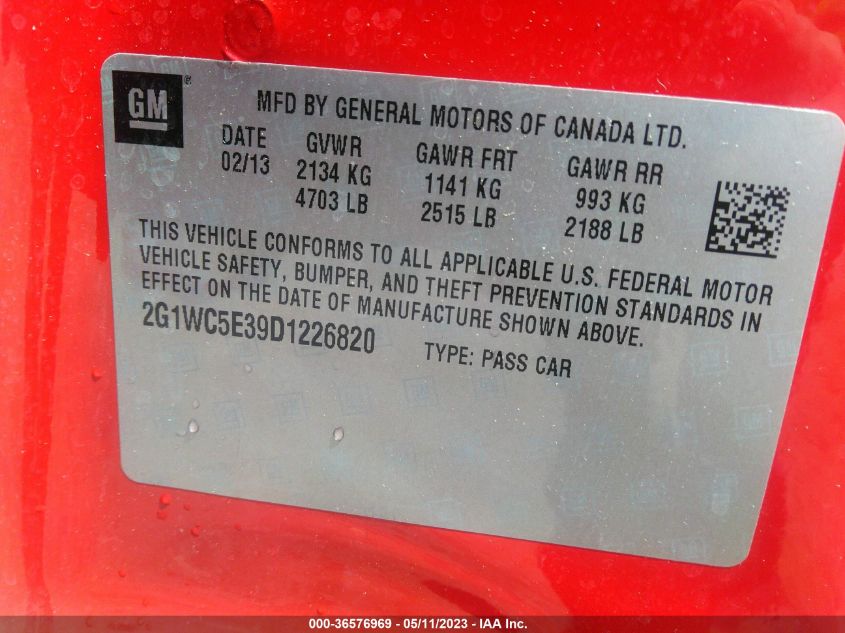 GM
MFD BY GENERAL MOTORS OF CANADA LTD.
DATE GVWR GAWR FRT GAWR RR
02/13 2134 KG 1141 KG 993 KG
4703 LB 2515 LB 2188 LB
THIS VEHICLE CONFORMS TO ALL APPLICABLE U.S. FEDERAL MOTOR
VEHICLE SAFETY, BUMPER, AND THEFT PREVENTION STANDARDS IN
EFFECT ON THE DATE OF MANUFACTURE SHOWN ABOVE.
2G1WC5E39D1226820 TYPE: PASS CAR
000-36576969 - 05/11/2023 - IAA Inc.